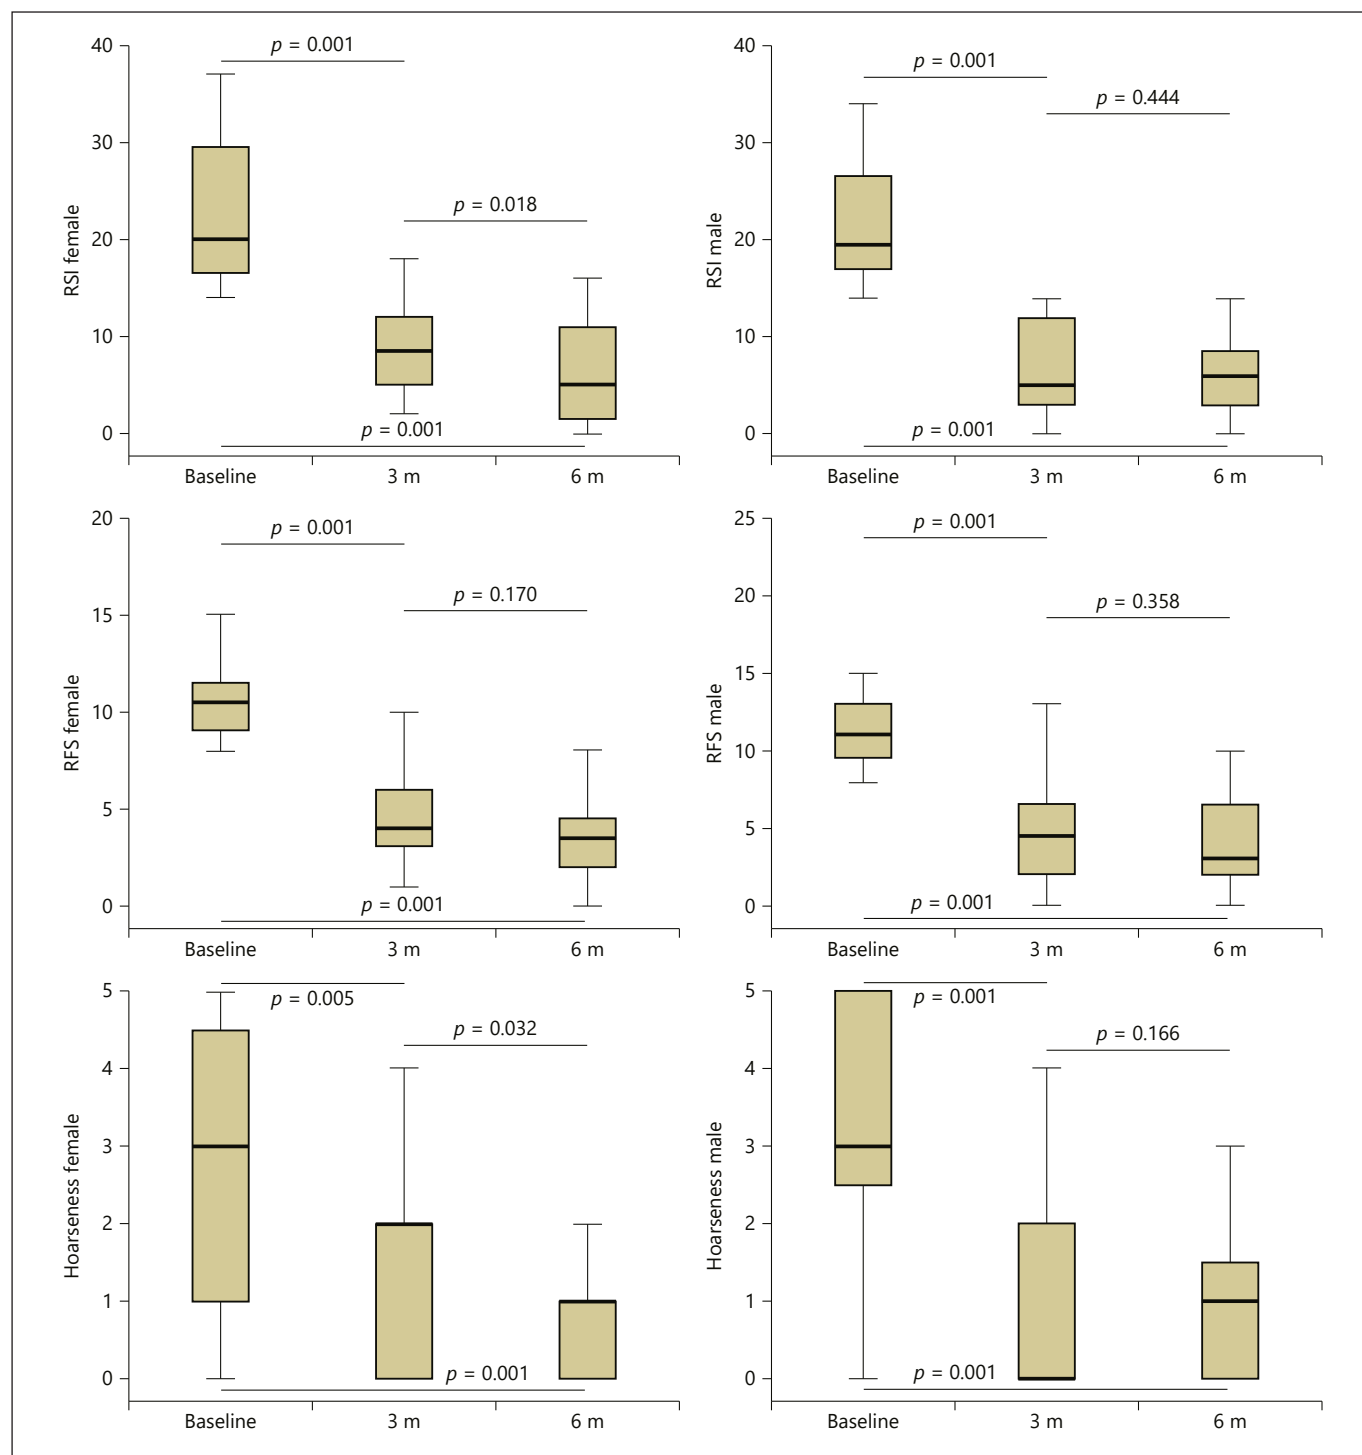 RSI female
40
30
20
10
0
p = 0.001
p = 0.018
p = 0.001
Baseline 3 m 6 m
RSI male
40
30
20
10
0
p = 0.001
p = 0.444
p = 0.001
Baseline 3 m 6 m
RFS female
20
15
10
5
0
p = 0.001
p = 0.170
p = 0.001
Baseline 3 m 6 m
RFS male
25
20
15
10
5
0
p = 0.001
p = 0.358
p = 0.001
Baseline 3 m 6 m
Hoarseness female
5
4
3
2
1
0
p = 0.005
p = 0.032
p = 0.001
Baseline 3 m 6 m
Hoarseness male
5
4
3
2
1
0
p = 0.001
p = 0.166
p = 0.001
Baseline 3 m 6 m